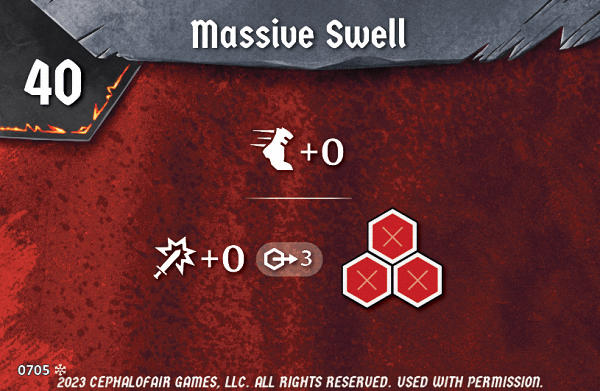 Massive Swell
40
+0
+0 3
0705
2023 CEPHALOFAIR GAMES, LLC. ALL RIGHTS RESERVED. USED WITH PERMISSION.